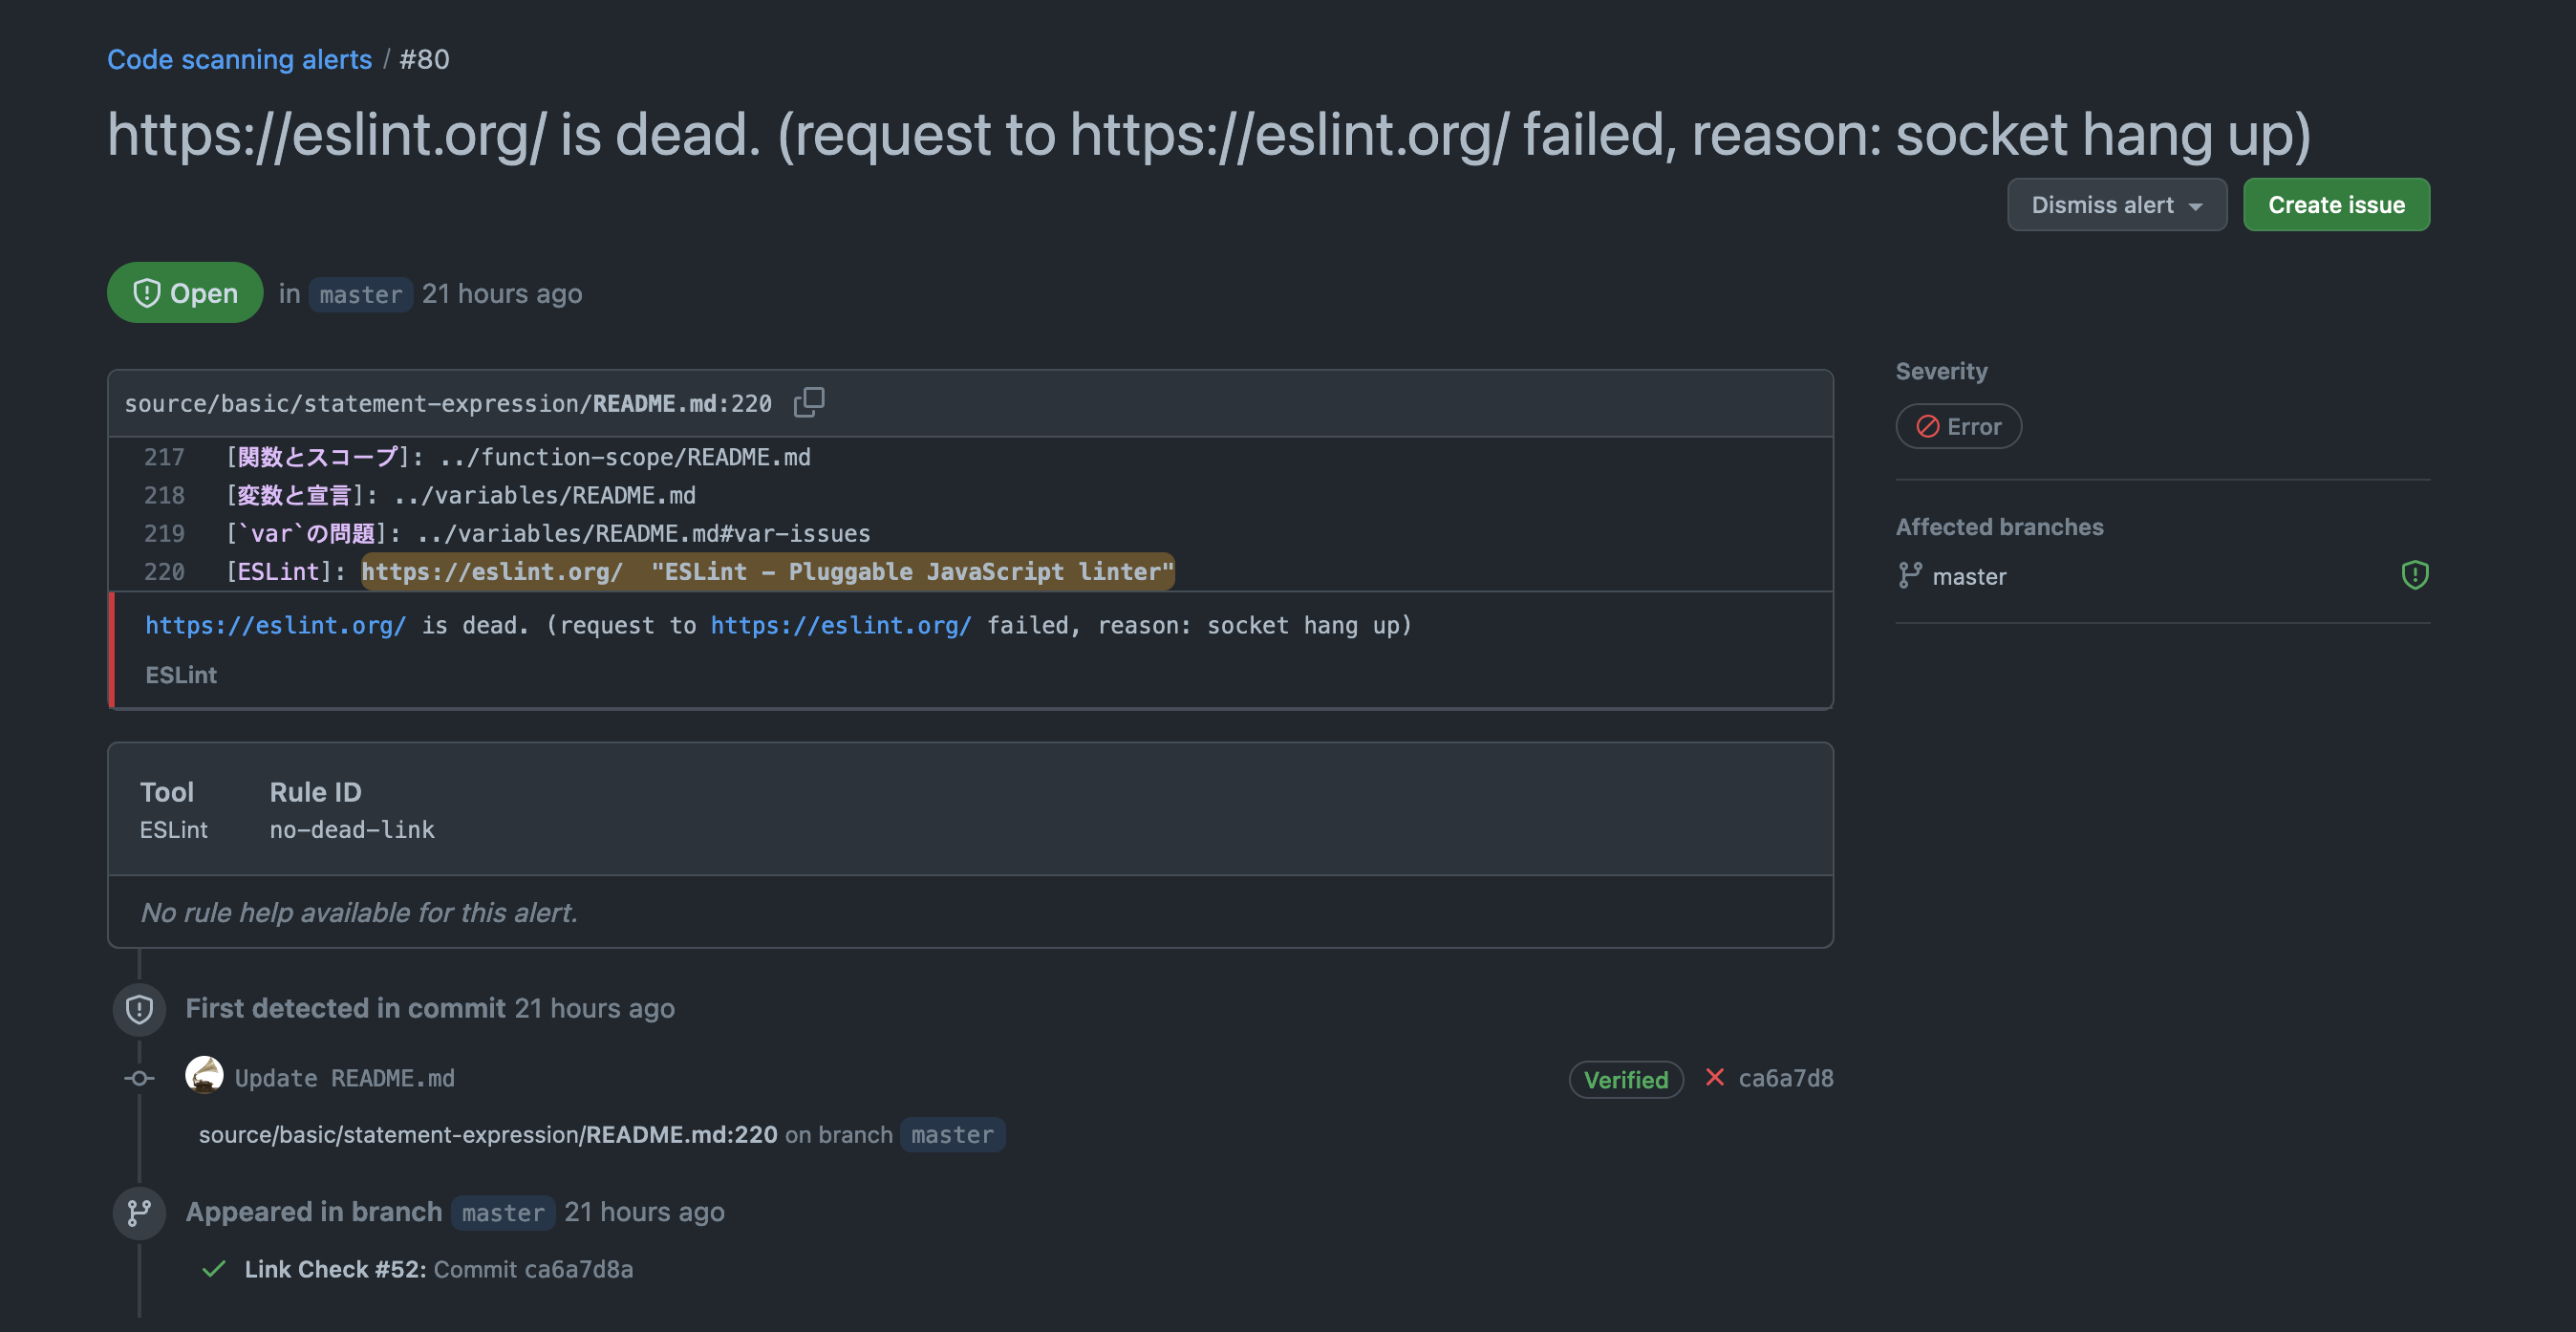 Code scanning alerts / #80
https://eslint.org/ is dead. (request to https://eslint.org/ failed, reason: socket hang up)
Dismiss alert Create issue
Open in master 21 hours ago
source/basic/statement-expression/README.md:220
217 [関数とスコープ]: ../function-scope/README.md
218 [変数と宣言]: ../variables/README.md
219 [`var`の問題]: ../variables/README.md#var-issues
220 [ESLint]: https://eslint.org/  "ESLint - Pluggable JavaScript linter"
https://eslint.org/ is dead. (request to https://eslint.org/ failed, reason: socket hang up)
ESLint
Severity
Error
Affected branches
master
Tool Rule ID
ESLint no-dead-link
No rule help available for this alert.
First detected in commit 21 hours ago
Update README.md Verified ca6a7d8
source/basic/statement-expression/README.md:220 on branch master
Appeared in branch master 21 hours ago
Link Check #52: Commit ca6a7d8a